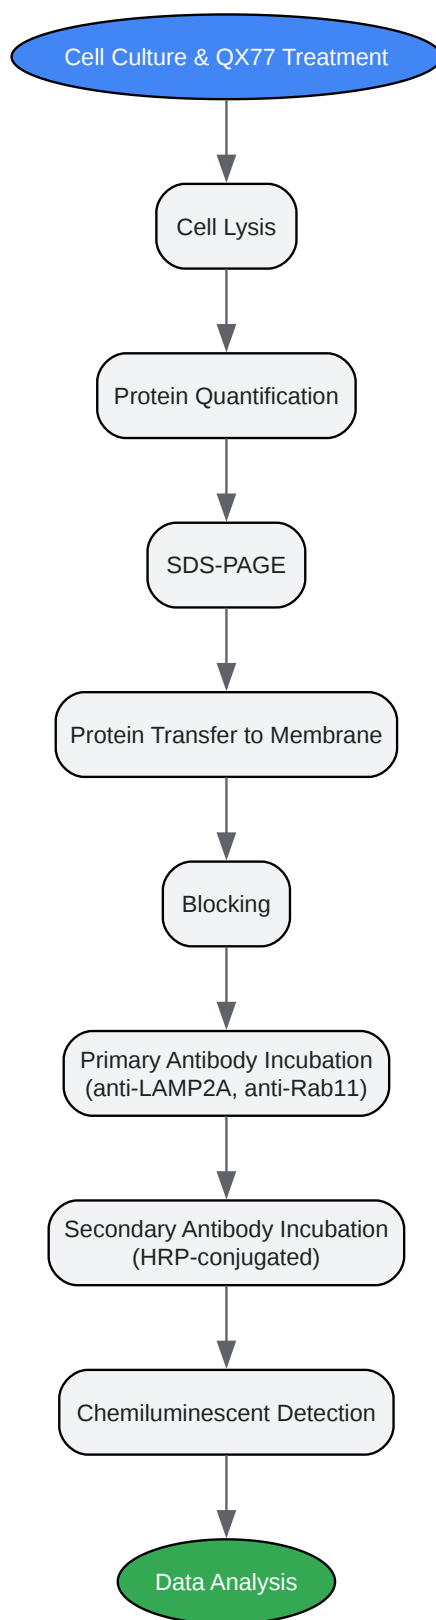 Cell Culture & QX77 Treatment
Cell Lysis
Protein Quantification
SDS-PAGE
Protein Transfer to Membrane
Blocking
Primary Antibody Incubation
(anti-LAMP2A, anti-Rab11)
Secondary Antibody Incubation
(HRP-conjugated)
Chemiluminescent Detection
Data Analysis